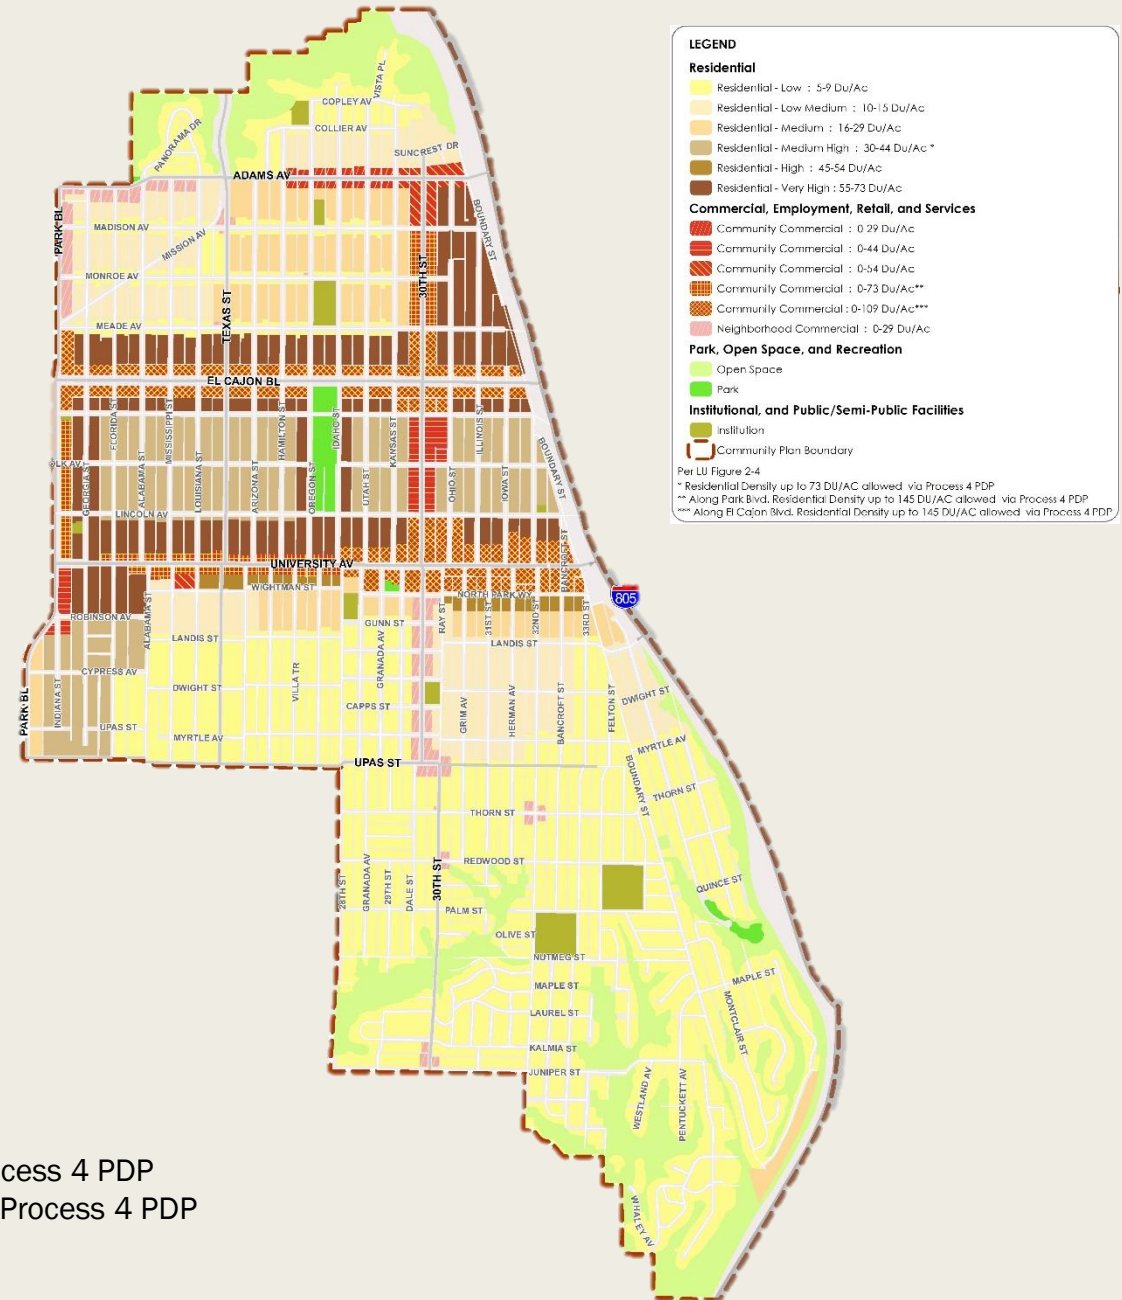 COPLEY AV
VISTA PL
COLLIER AV
PANORAMA DR
SUNCREST DR
ADAMS AV
PARK BL
MADISON AV
MISSION AV
BOUNDARY ST
MONROE AV
30TH ST
TEXAS ST
MEADE AV
EL CAJON BL
FLORIDA ST
MISSISSIPPI ST
HAMILTON ST
IDAHO ST
KANSAS ST
ILLINOIS ST
BOUNDARY ST
GEORGIA ST
ALABAMA ST
LOUISIANA ST
ARIZONA ST
OREGON ST
UTAH ST
OHIO ST
IOWA ST
LINCOLN AV
UNIVERSITY AV
BANCROFT ST
WIGHTMAN ST
NORTH PARK WY
805
ROBINSON AV
ALABAMA ST
GUNN ST
RAY ST
31ST ST
32ND ST
33RD ST
LANDIS ST
LANDIS ST
CYPRESS AV
GRANADA AV
VILLA TR
DWIGHT ST
DWIGHT ST
PARK BL
INDIANA ST
CAPPS ST
GRIM AV
HERMAN AV
BANCROFT ST
FELTON ST
UPAS ST
MYRTLE AV
MYRTLE AV
UPAS ST
BOUNDARY ST
THORN ST
THORN ST
REDWOOD ST
28TH ST
GRANADA AV
29TH ST
DALE ST
30TH ST
QUINCE ST
PALM ST
OLIVE ST
NUTMEG ST
MAPLE ST
MAPLE ST
MONTCLAIR ST
LAUREL ST
KALMIA ST
JUNIPER ST
WESTLAND AV
PENTUCKETT AV
WHALEY AV
LEGEND
Residential
Residential - Low : 5-9 Du/Ac
Residential - Low Medium : 10-15 Du/Ac
Residential - Medium : 16-29 Du/Ac
Residential - Medium High : 30-44 Du/Ac *
Residential - High : 45-54 Du/Ac
Residential - Very High : 55-73 Du/Ac
Commercial, Employment, Retail, and Services
Community Commercial : 0-29 Du/Ac
Community Commercial : 0-44 Du/Ac
Community Commercial : 0-54 Du/Ac
Community Commercial : 0-73 Du/Ac**
Community Commercial : 0-109 Du/Ac***
Neighborhood Commercial : 0-29 Du/Ac
Park, Open Space, and Recreation
Open Space
Park
Institutional, and Public/Semi-Public Facilities
Institution
Community Plan Boundary
Per LU Figure 2-4
* Residential Density up to 73 DU/AC allowed via Process 4 PDP
** Along Park Blvd. Residential Density up to 145 DU/AC allowed via Process 4 PDP
*** Along El Cajon Blvd. Residential Density up to 145 DU/AC allowed via Process 4 PDP
cess 4 PDP
Process 4 PDP